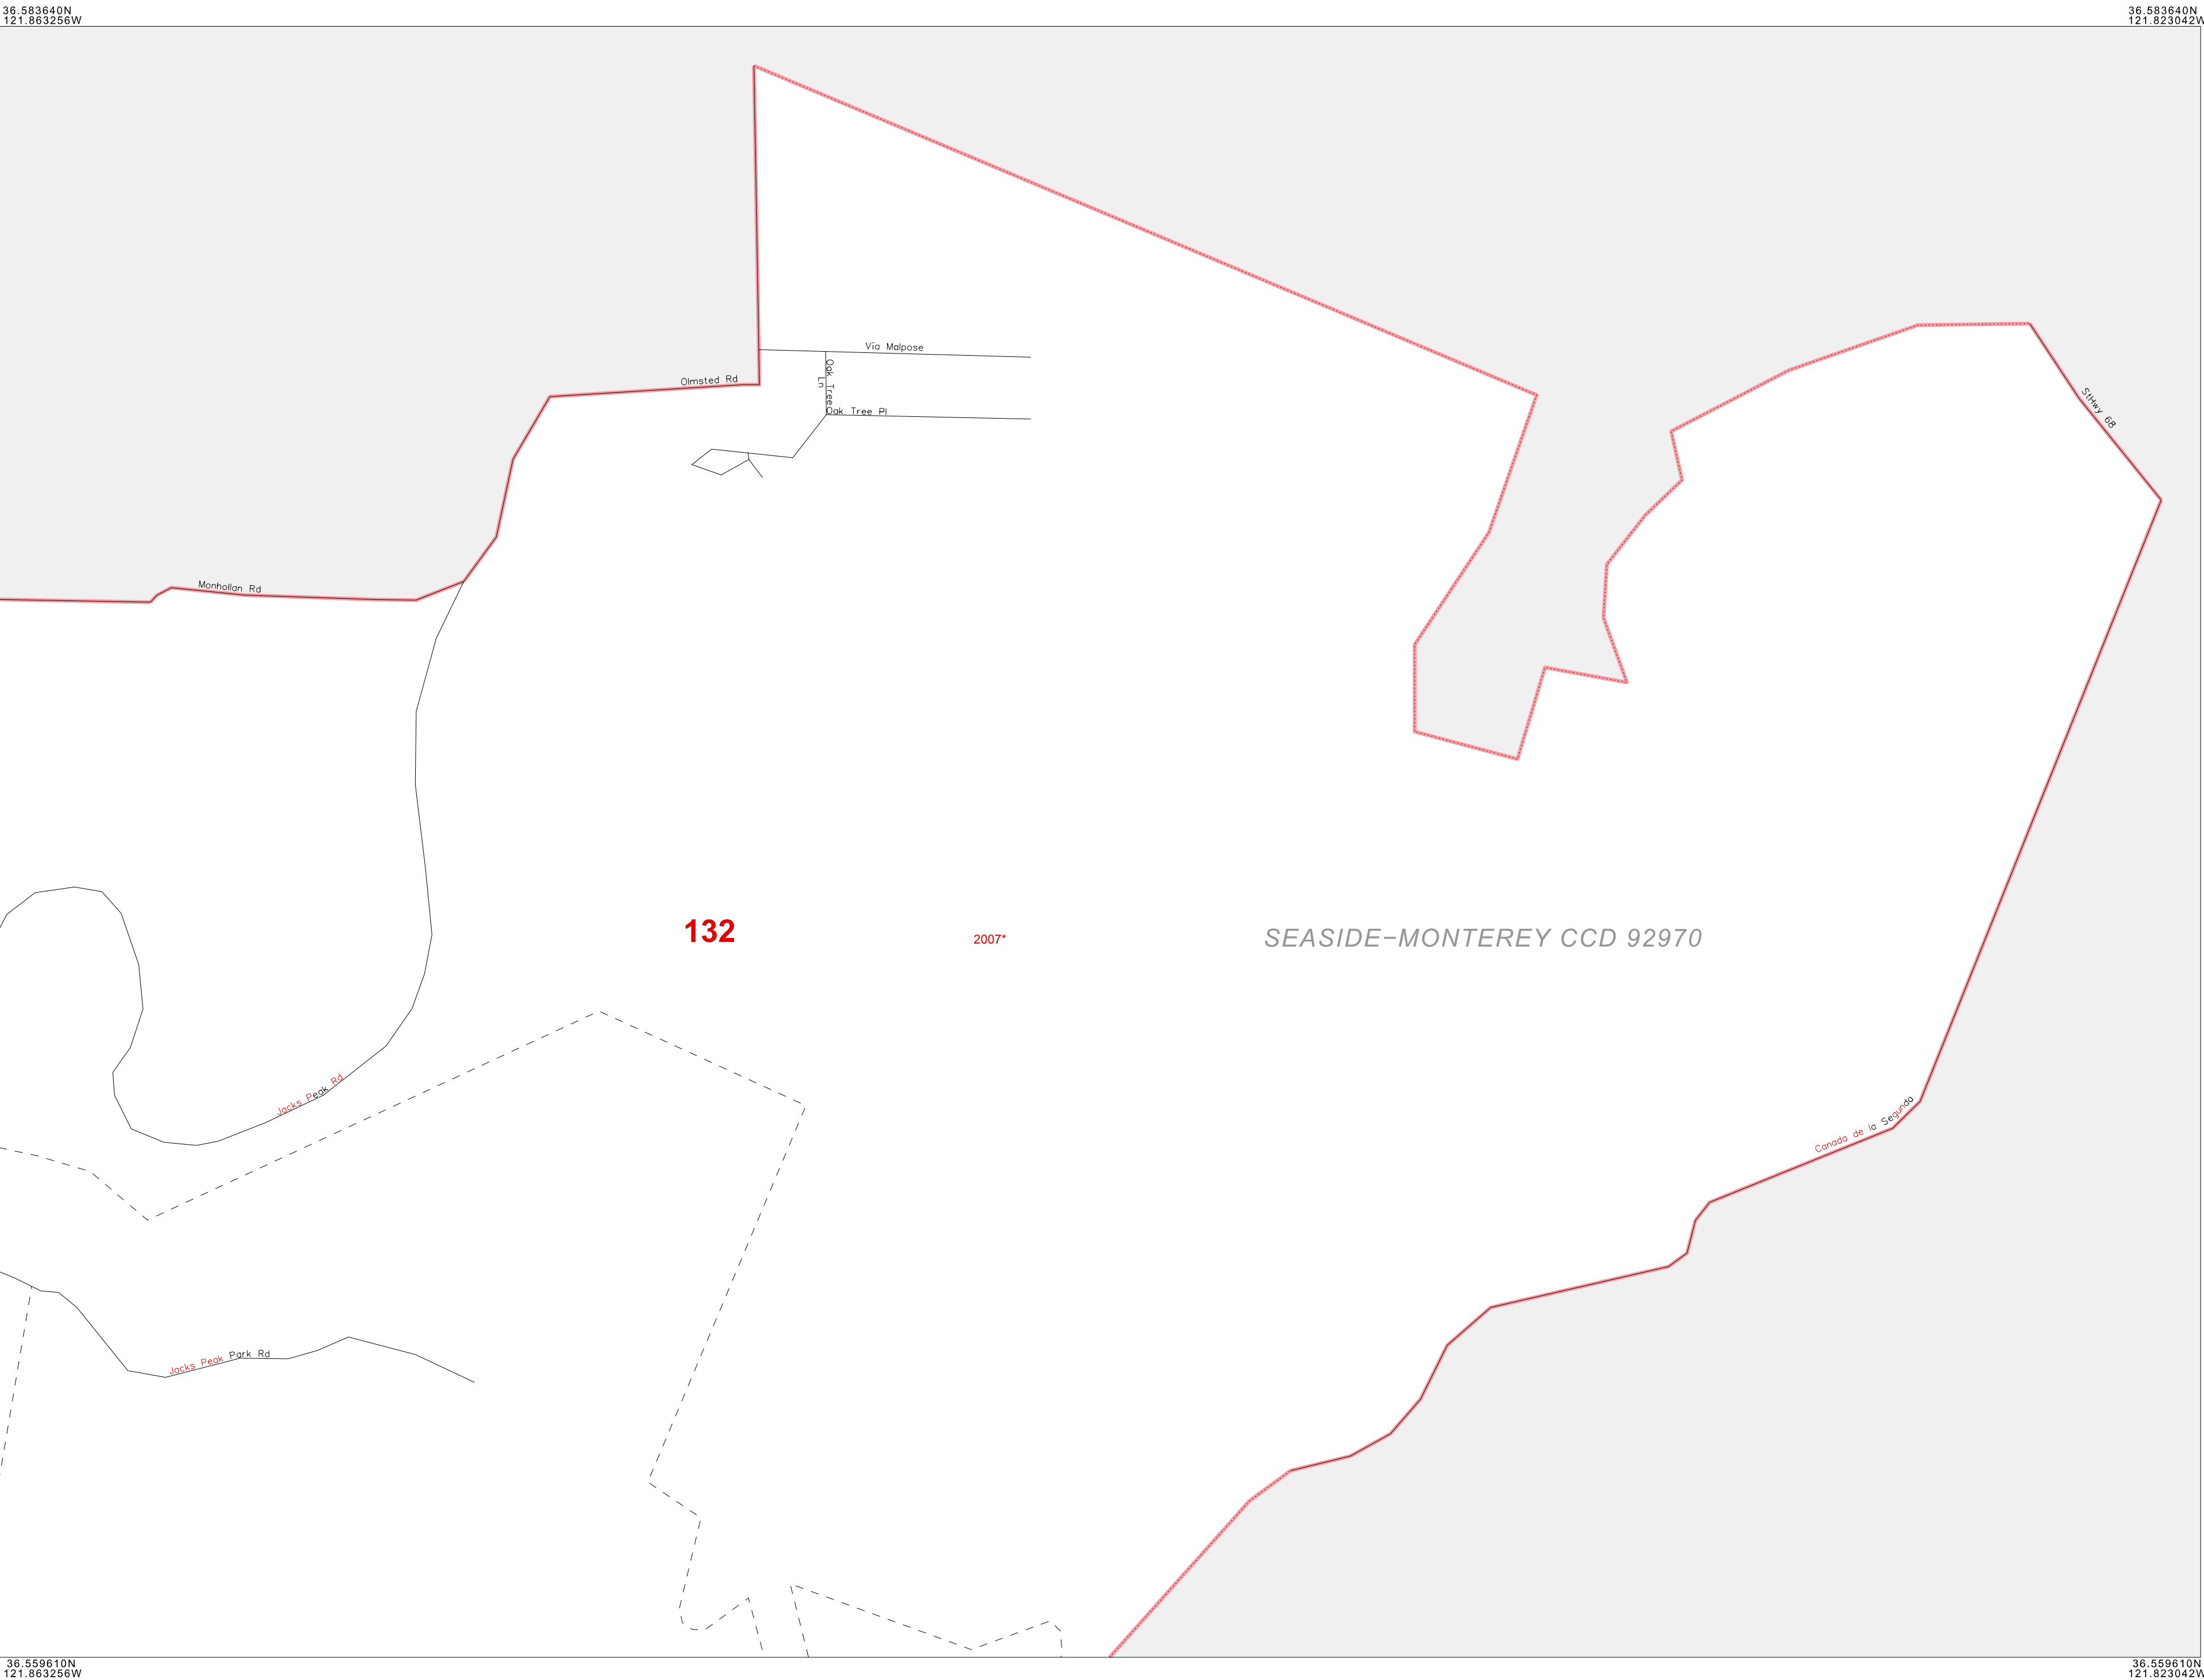 36.583640N
121.863256W
36.583640N
121.823042W
Via Malpose
Olmsted Rd
Oak Tree
Ln
Oak Tree Pl
StHwy 68
Monhollan Rd
132
2007*
SEASIDE-MONTEREY CCD 92970
Jacks Peak Rd
Canada de la Segunda
Jacks Peak Park Rd
36.559610N
121.863256W
36.559610N
121.823042W